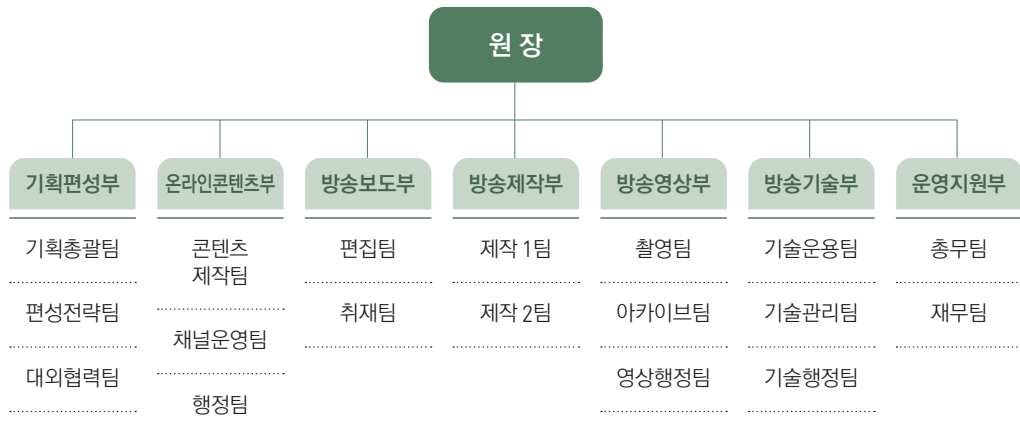 원 장
기획편성부
기획총괄팀
편성전략팀
대외협력팀
온라인콘텐츠부
콘텐츠
제작팀
채널운영팀
행정팀
방송보도부
편집팀
취재팀
방송제작부
제작 1팀
제작 2팀
방송영상부
촬영팀
아카이브팀
영상행정팀
방송기술부
기술운용팀
기술관리팀
기술행정팀
운영지원부
총무팀
재무팀